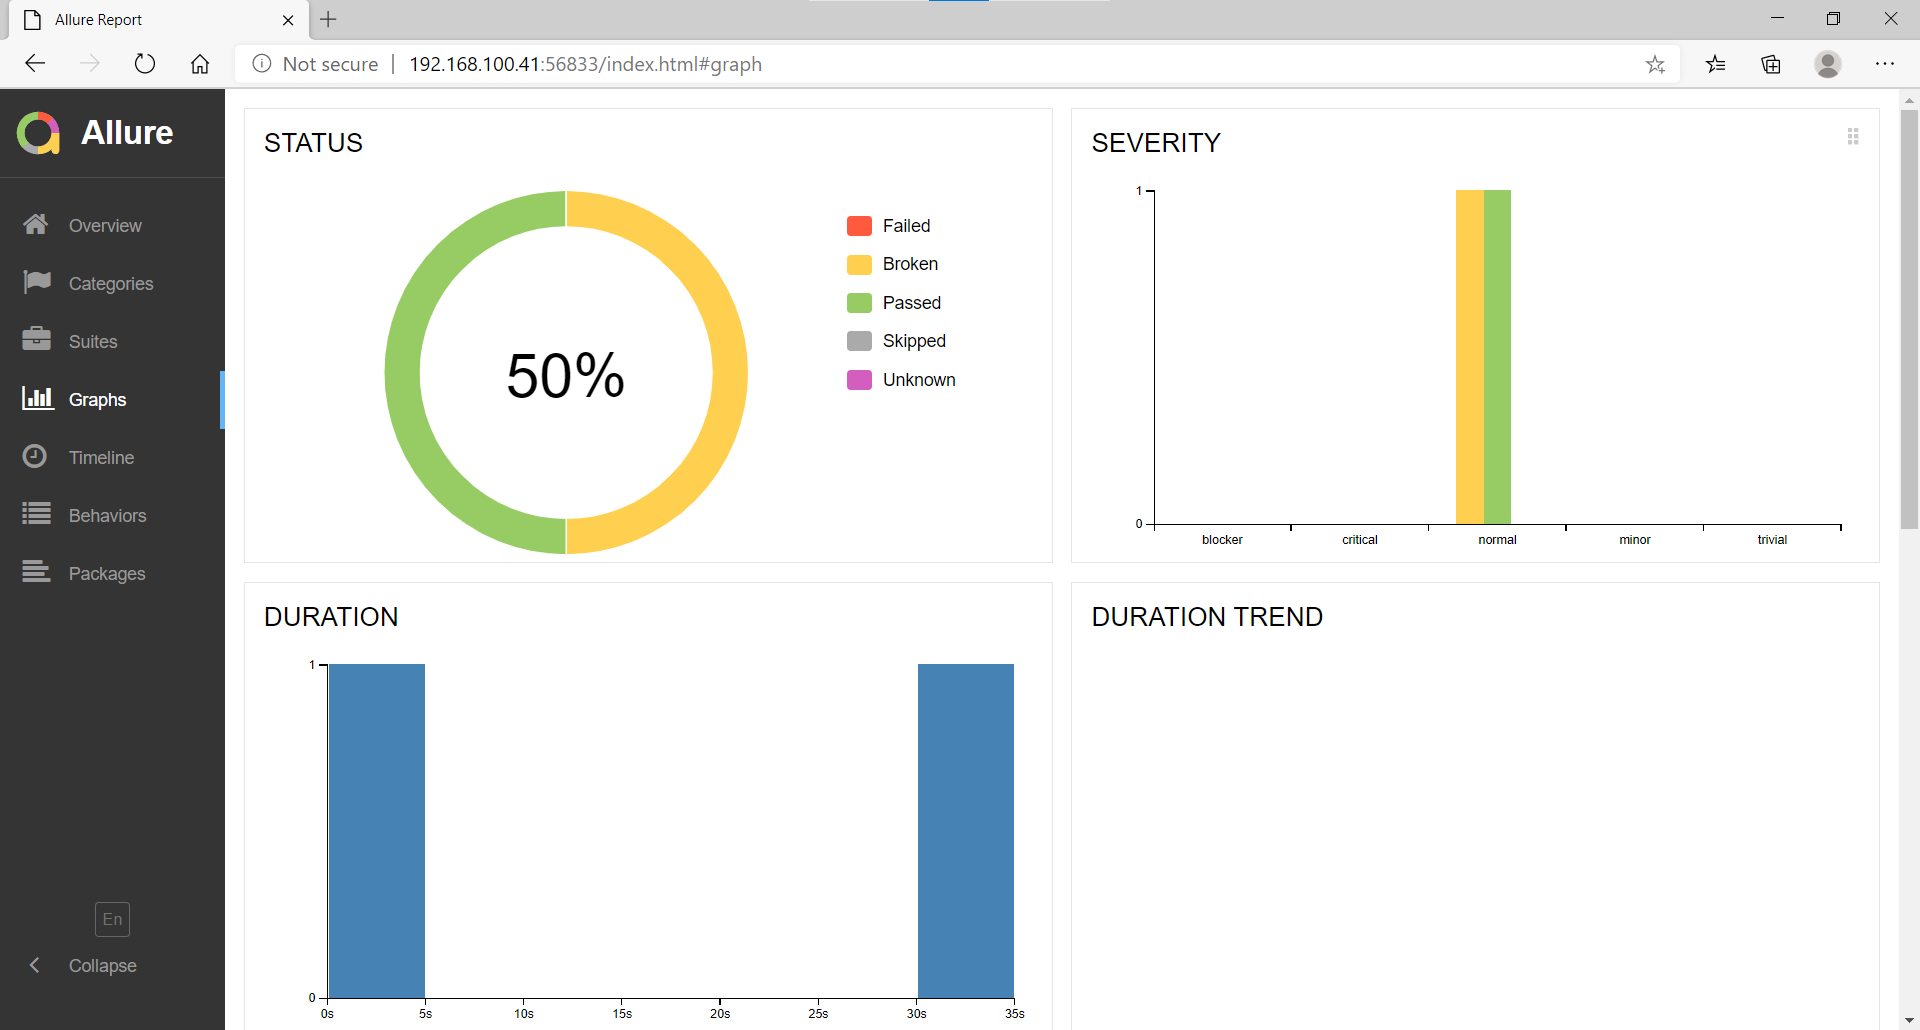 Allure Report
Not secure
192.168.100.41:56833/index.html#graph
Allure
Overview
Categories
Suites
Graphs
Timeline
Behaviors
Packages
En
Collapse
STATUS
50%
Failed
Broken
Passed
Skipped
Unknown
SEVERITY
1
0
blocker critical normal minor trivial
DURATION
1
0
0s 5s 10s 15s 20s 25s 30s 35s
DURATION TREND